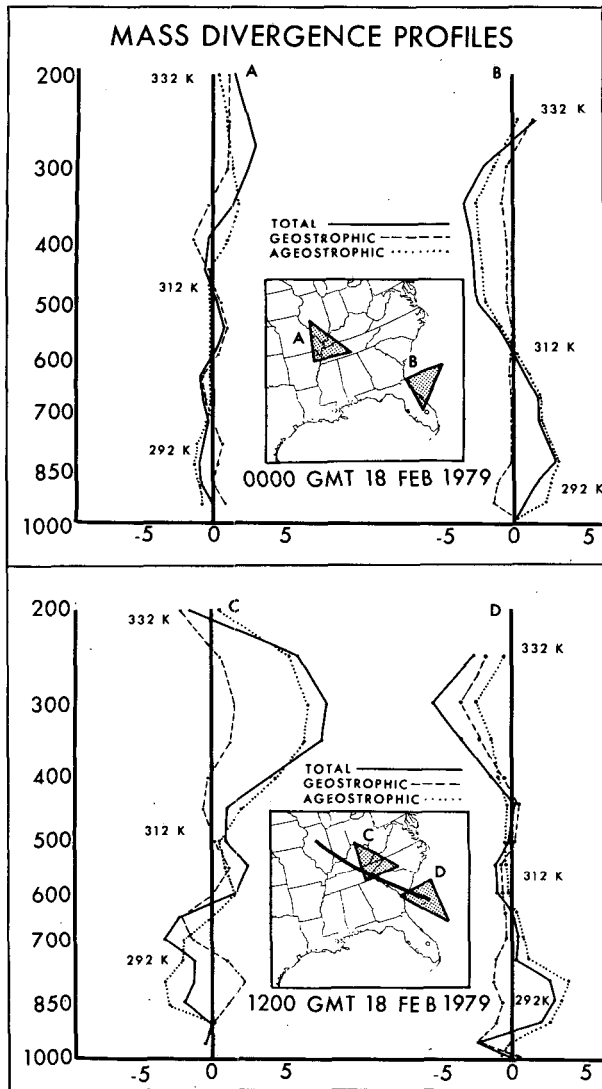 MASS DIVERGENCE PROFILES
200
300
400
500
600
700
850
1000
332 K
A
312 K
292 K
-5 0 5
B
332 K
312 K
292 K
-5 0 5
TOTAL
GEOSTROPHIC
AGEOSTROPHIC
A
B
0000 GMT 18 FEB 1979
200
300
400
500
600
700
850
1000
C
332 K
312 K
292 K
0 5
D
332 K
312 K
292K
-5 0 5
TOTAL
GEOSTROPHIC
AGEOSTROPHIC
C
D
1200 GMT 18 FEB 1979